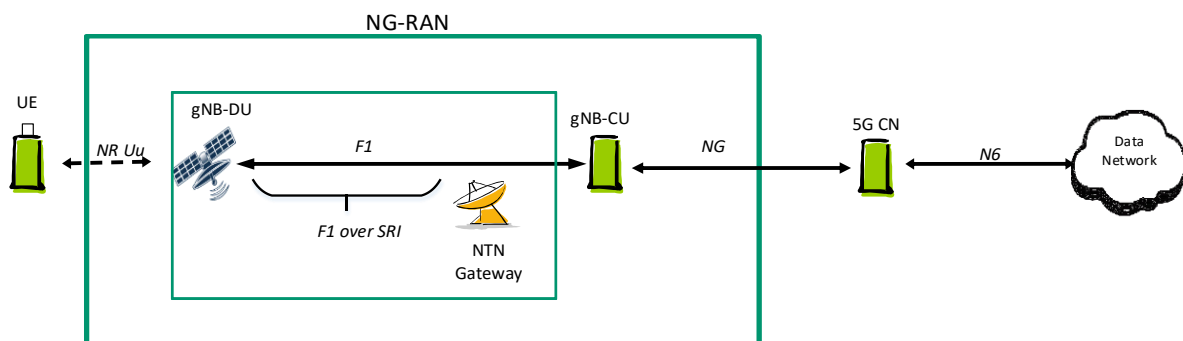 NG-RAN
UE
gNB-DU
gNB-CU
5G CN
NR Uu
F1
NG
N6
Data
Network
F1 over SRI
NTN
Gateway